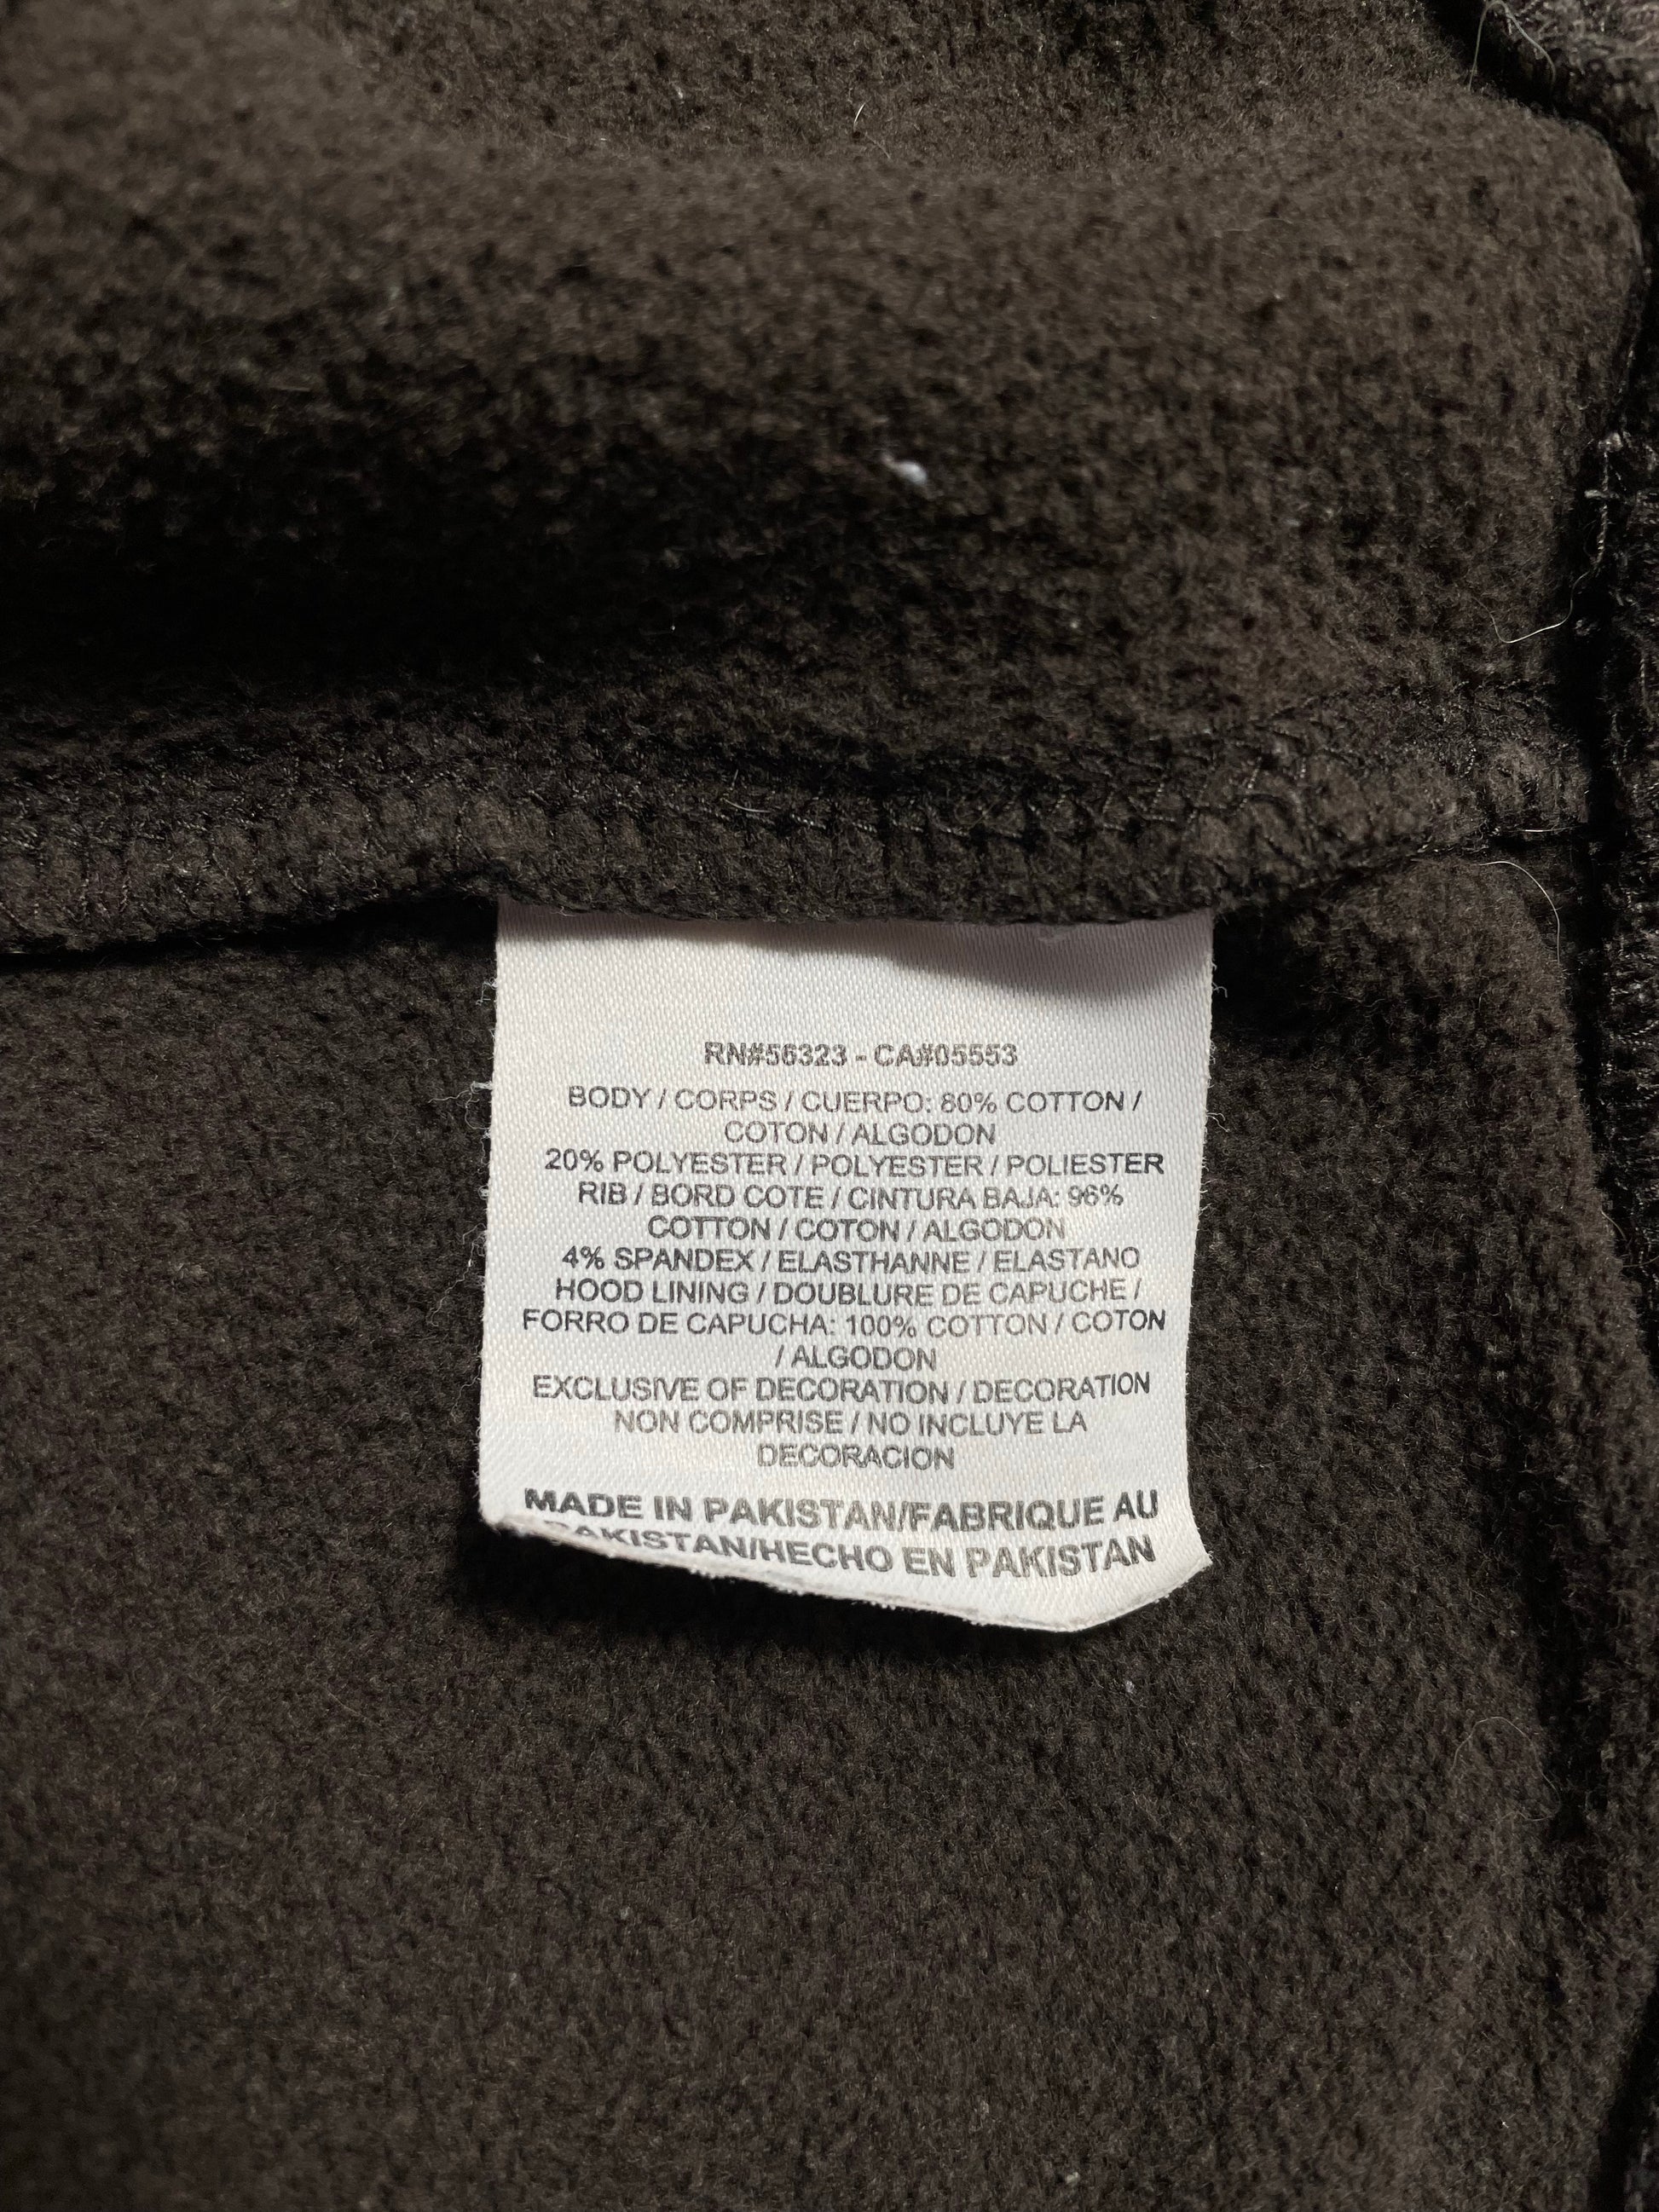 RN#56323 - CA#05553
BODY / CORPS / CUERPO: 80% COTTON /
COTON / ALGODON
20% POLYESTER / POLYESTER / POLIESTER
RIB / BORD COTE / CINTURA BAJA: 96%
COTTON / COTON / ALGODON
4% SPANDEX / ELASTHANNE / ELASTANO
HOOD LINING / DOUBLURE DE CAPUCHE /
FORRO DE CAPUCHA: 100% COTTON / COTON
/ ALGODON
EXCLUSIVE OF DECORATION / DECORATION
NON COMPRISE / NO INCLUYE LA
DECORACION
MADE IN PAKISTAN/FABRIQUE AU
PAKISTAN/HECHO EN PAKISTAN